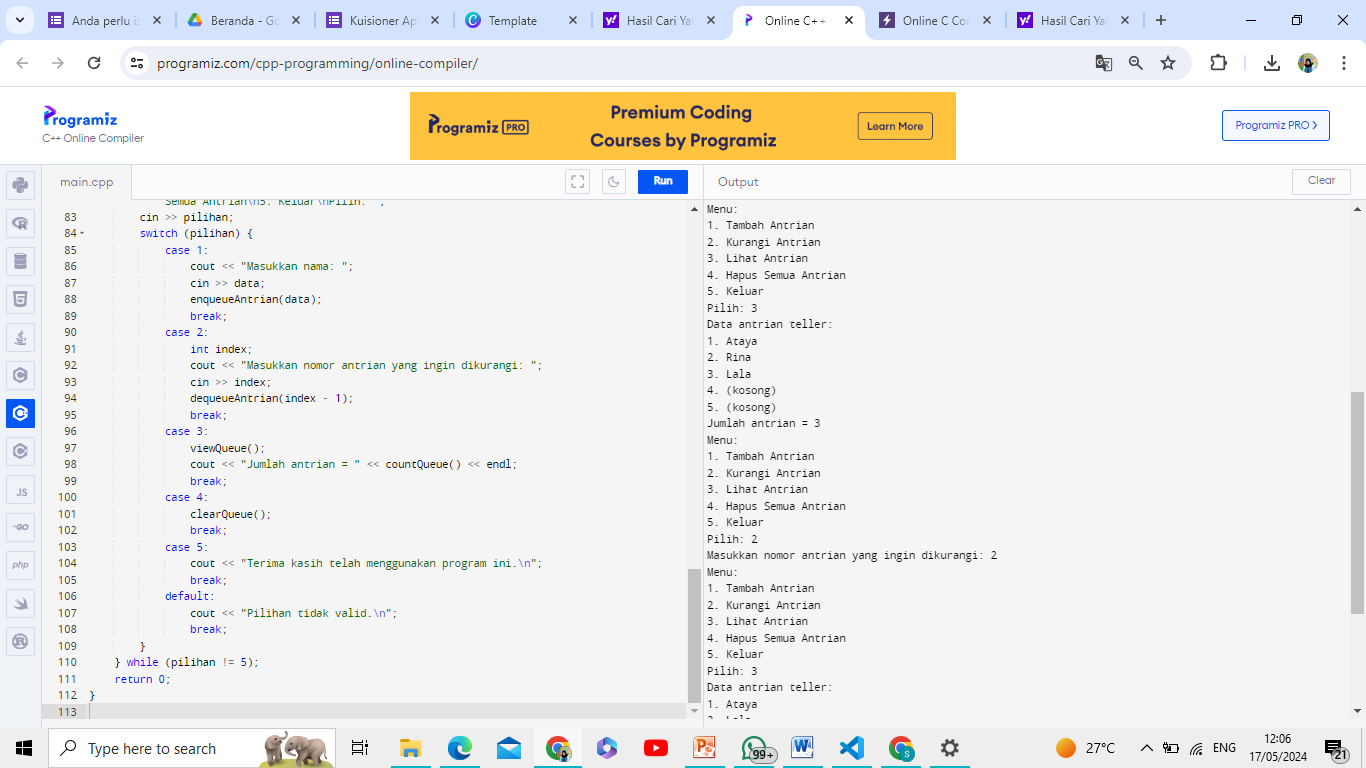 Anda perlu i
Beranda - Go
Kuisioner Ap
Template
Hasil Cari Ya
Online C++
Online C Cor
Hasil Cari Ya
programiz.com/cpp-programming/online-compiler/
Programiz
C++ Online Compiler
Programiz PRO
Premium Coding
Courses by Programiz
Learn More
Programiz PRO >
main.cpp
Run
Output
Clear
Semua Antrian\n5. Keluar\nPilih: ";
83 cin >> pilihan;
84 switch (pilihan) {
85 case 1:
86 cout << "Masukkan nama: ";
87 cin >> data;
88 enqueueAntrian(data);
89 break;
90 case 2:
91 int index;
92 cout << "Masukkan nomor antrian yang ingin dikurangi: ";
93 cin >> index;
94 dequeueAntrian(index - 1);
95 break;
96 case 3:
97 viewQueue();
98 cout << "Jumlah antrian = " << countQueue() << endl;
99 break;
100 case 4:
101 clearQueue();
102 break;
103 case 5:
104 cout << "Terima kasih telah menggunakan program ini.\n";
105 break;
106 default:
107 cout << "Pilihan tidak valid.\n";
108 break;
109 }
110 } while (pilihan != 5);
111 return 0;
112 }
113
Menu:
1. Tambah Antrian
2. Kurangi Antrian
3. Lihat Antrian
4. Hapus Semua Antrian
5. Keluar
Pilih: 3
Data antrian teller:
1. Ataya
2. Rina
3. Lala
4. (kosong)
5. (kosong)
Jumlah antrian = 3
Menu:
1. Tambah Antrian
2. Kurangi Antrian
3. Lihat Antrian
4. Hapus Semua Antrian
5. Keluar
Pilih: 2
Masukkan nomor antrian yang ingin dikurangi: 2
Menu:
1. Tambah Antrian
2. Kurangi Antrian
3. Lihat Antrian
4. Hapus Semua Antrian
5. Keluar
Pilih: 3
Data antrian teller:
1. Ataya
2. Lala
JS
GO
php
Type here to search
99+
27°C
ENG
12:06
17/05/2024
21